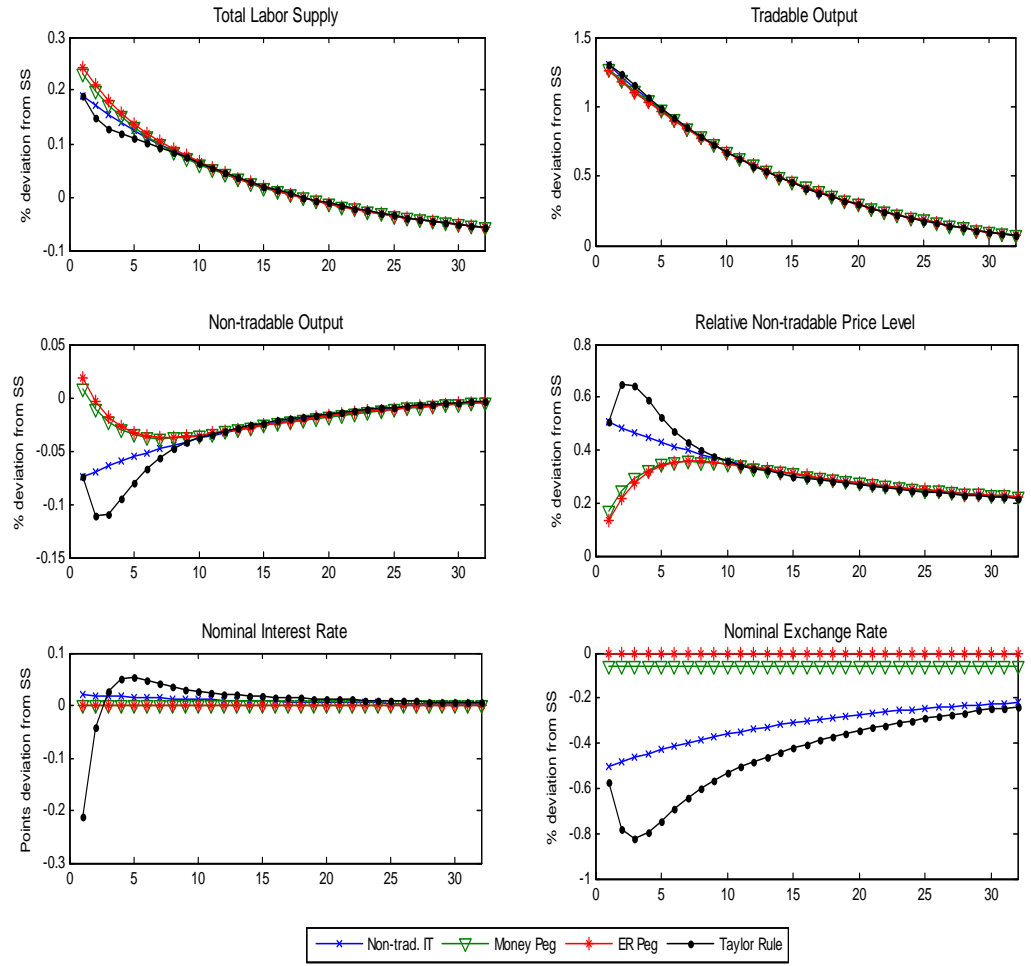 Total Labor Supply
% deviation from SS
0.3
0.2
0.1
0
-0.1
0 5 10 15 20 25 30
Tradable Output
% deviation from SS
1.5
1
0.5
0
0 5 10 15 20 25 30
Non-tradable Output
% deviation from SS
0.05
0
-0.05
-0.1
-0.15
0 5 10 15 20 25 30
Relative Non-tradable Price Level
% deviation from SS
0.8
0.6
0.4
0.2
0
0 5 10 15 20 25 30
Nominal Interest Rate
Points deviation from SS
0.1
0
-0.1
-0.2
-0.3
0 5 10 15 20 25 30
Nominal Exchange Rate
% deviation from SS
0
-0.2
-0.4
-0.6
-0.8
-1
0 5 10 15 20 25 30
Non-trad. IT Money Peg ER Peg Taylor Rule